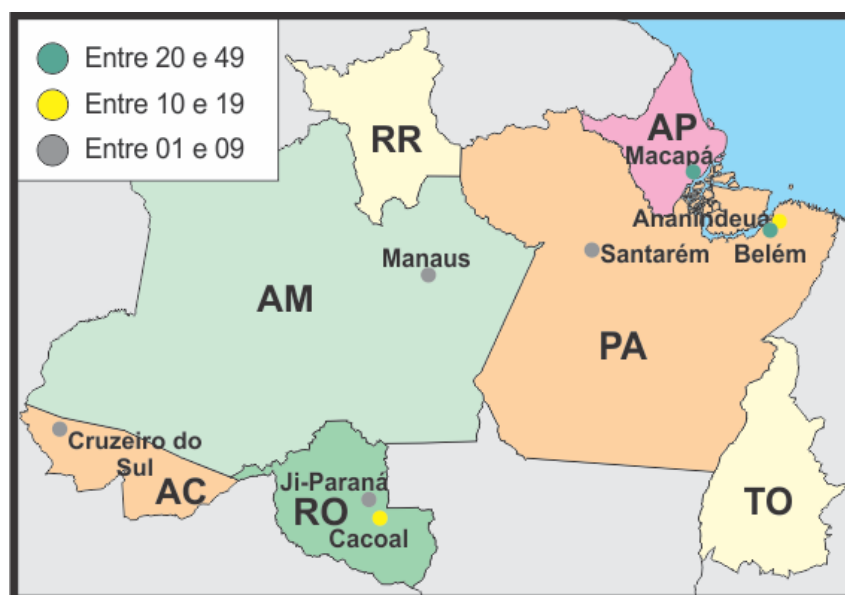 Entre 20 e 49
Entre 10 e 19
Entre 01 e 09
RR
AP
Macapá
Ananindeua
Manaus
Santarém
Belém
AM
PA
Cruzeiro do
Sul
AC
Ji-Paraná
RO
Cacoal
TO